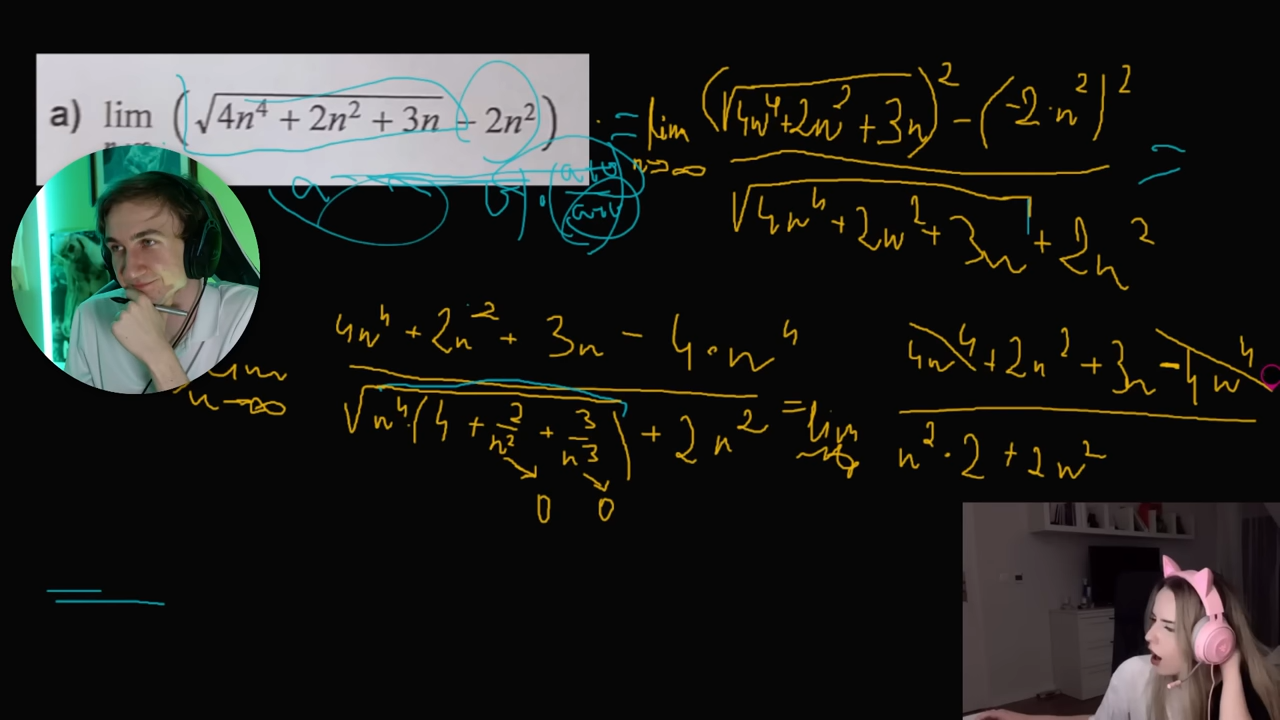 a) lim (√4n⁴ + 2n² + 3n - 2n²)
a b) · (a+b / a+b)
= lim n→∞ (√4n⁴+2n²+3n)² - (-2·n²)² / √4n⁴+2n²+3n + 2n² =
n→∞ 4n⁴+2n²+3n - 4·n⁴ / √n⁴·(4 + 2/n² + 3/n³) + 2n² = lim 4n⁴+2n²+3n-4n⁴ / n²·2+2n²
0 0